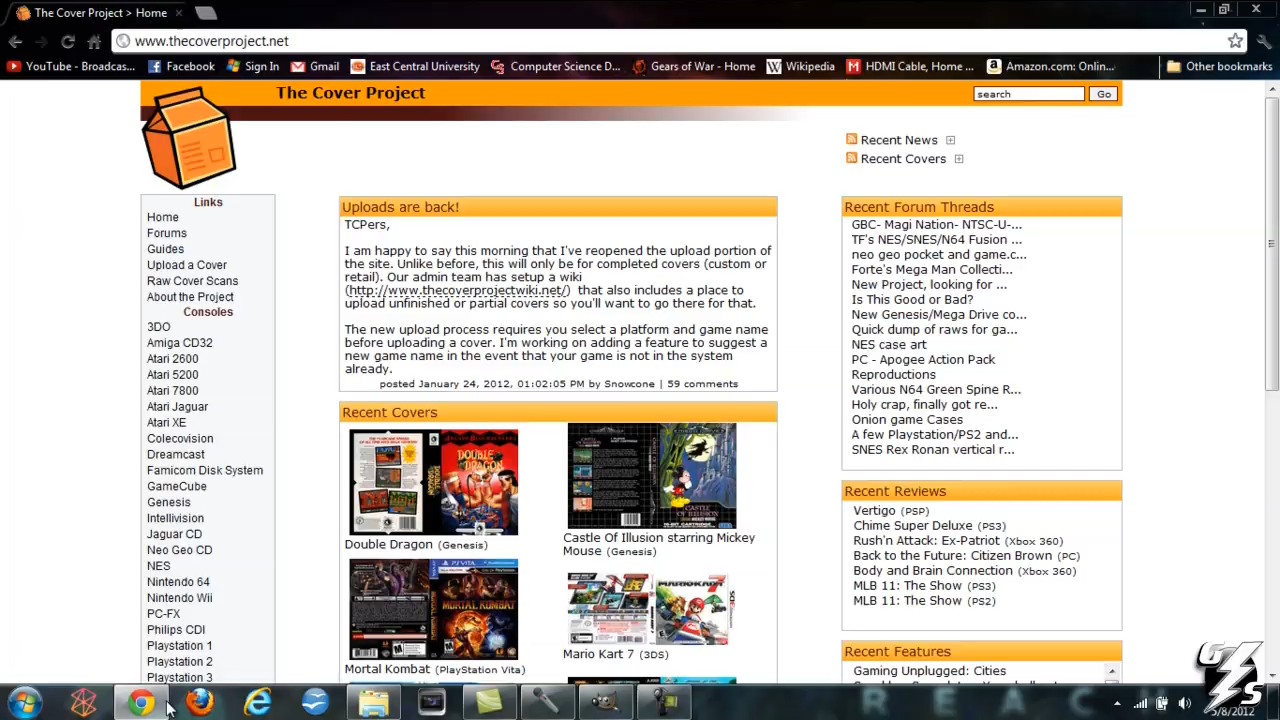 The Cover Project > Home
www.thecoverproject.net
YouTube - Broadcas...
Facebook
Sign In
Gmail
East Central University
Computer Science D...
Gears of War - Home
Wikipedia
HDMI Cable, Home ...
Amazon.com: Onlin...
Other bookmarks
The Cover Project
search
Go
Recent News
Recent Covers
Links
Home
Forums
Guides
Upload a Cover
Raw Cover Scans
About the Project
Consoles
3DO
Amiga CD32
Atari 2600
Atari 5200
Atari 7800
Atari Jaguar
Atari XE
Colecovision
Dreamcast
Famicom Disk System
GameCube
Genesis
Intellivision
Jaguar CD
Neo Geo CD
NES
Nintendo 64
Nintendo Wii
PC-FX
Philips CDI
Playstation 1
Playstation 2
Playstation 3
Uploads are back!
TCPers,
I am happy to say this morning that I've reopened the upload portion of
the site. Unlike before, this will only be for completed covers (custom or
retail). Our admin team has setup a wiki
(http://www.thecoverprojectwiki.net/) that also includes a place to
upload unfinished or partial covers so you'll want to go there for that.
The new upload process requires you select a platform and game name
before uploading a cover. I'm working on adding a feature to suggest a
new game name in the event that your game is not in the system
already.
posted January 24, 2012, 01:02:05 PM by Snowcone | 59 comments
Recent Covers
DOUBLE DRAGON
Double Dragon (Genesis)
Castle Of Illusion starring Mickey
Mouse (Genesis)
PS VITA
MORTAL KOMBAT
Mortal Kombat (PlayStation Vita)
MARIOKART 7
Mario Kart 7 (3DS)
Recent Forum Threads
GBC- Magi Nation- NTSC-U-...
TF's NES/SNES/N64 Fusion ...
neo geo pocket and game.c...
Forte's Mega Man Collecti...
New Project, looking for ...
Is This Good or Bad?
New Genesis/Mega Drive co...
Quick dump of raws for ga...
NES case art
PC - Apogee Action Pack
Reproductions
Various N64 Green Spine R...
Holy crap, finally got re...
Onion game Cases
A few Playstation/PS2 and...
SNES Rex Ronan vertical r...
Recent Reviews
Vertigo (PSP)
Chime Super Deluxe (PS3)
Rush'n Attack: Ex-Patriot (Xbox 360)
Back to the Future: Citizen Brown (PC)
Body and Brain Connection (Xbox 360)
MLB 11: The Show (PS3)
MLB 11: The Show (PS2)
Recent Features
Gaming Unplugged: Cities
5/8/2012